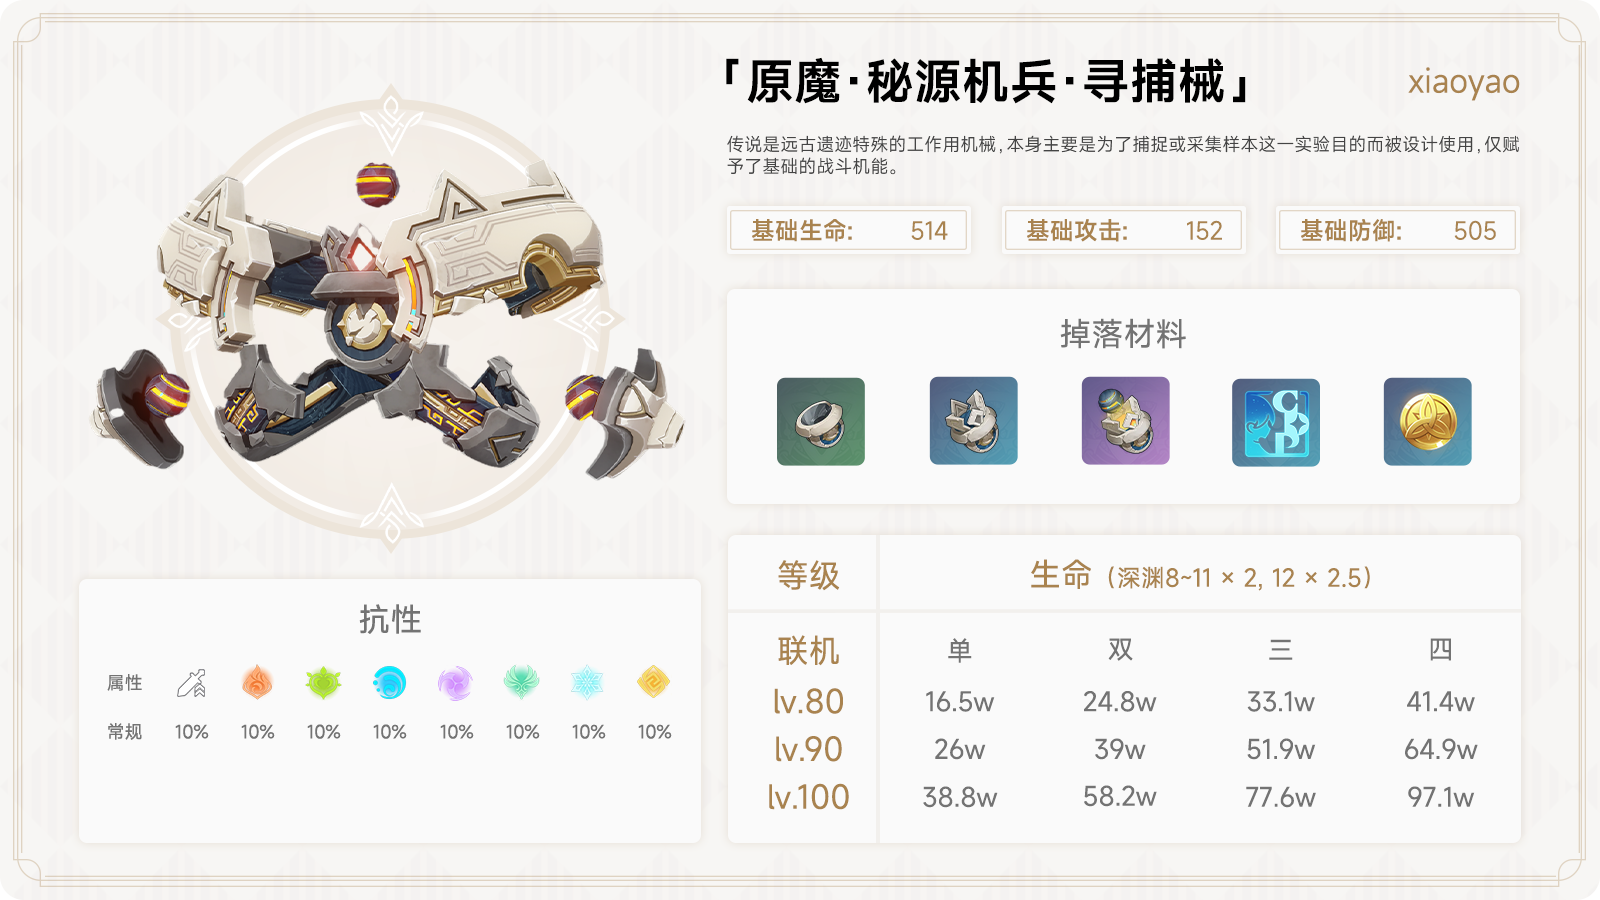 「原魔·秘源机兵·寻捕械」
xiaoyao
传说是远古遗迹特殊的工作用机械,本身主要是为了捕捉或采集样本这一实验目的而被设计使用,仅赋
予了基础的战斗机能。
基础生命: 514
基础攻击: 152
基础防御: 505
掉落材料
抗性
属性
常规 10% 10% 10% 10% 10% 10% 10% 10%
等级 生命 (深渊8~11 × 2, 12 × 2.5)
联机 单 双 三 四
lv.80 16.5w 24.8w 33.1w 41.4w
lv.90 26w 39w 51.9w 64.9w
lv.100 38.8w 58.2w 77.6w 97.1w